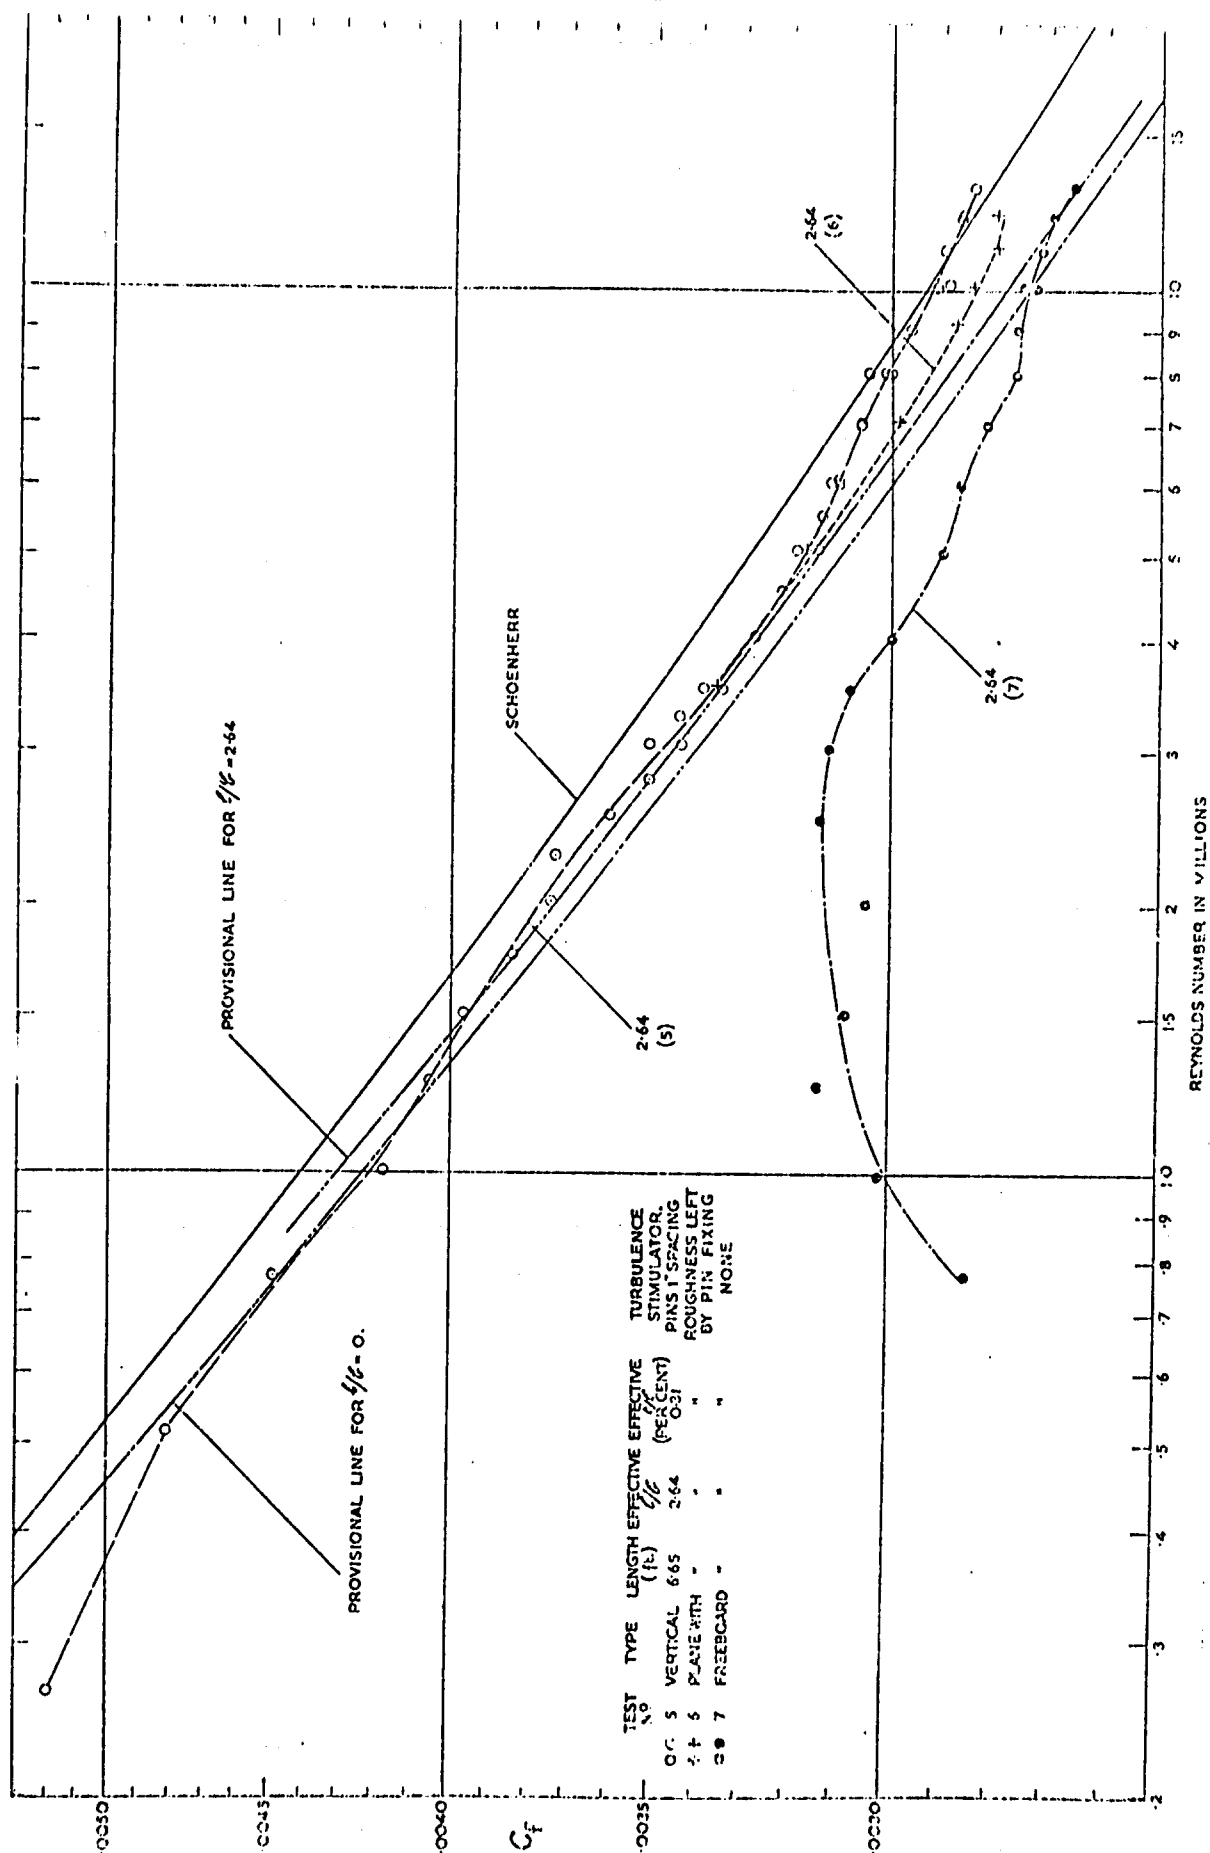 PROVISIONAL LINE FOR = 2·64
SCHOENHERR
PROVISIONAL LINE FOR = 0.
2·64
(5)
2·64
(6)
2·64
(7)
TEST TYPE LENGTH EFFECTIVE EFFECTIVE TURBULENCE
Nº (ft.) (PER CENT) STIMULATOR.
5 VERTICAL 6·65 2·64 0·31 PINS 1" SPACING
6 PLANE WITH - - " ROUGHNESS LEFT
BY PIN FIXING
7 FREEBOARD - " " NONE
·0050
·0045
·0040
·0035
·0030
Cf
·2
·3
·4
·5
·6
·7
·8
·9
1·0
1·5
2
3
4
5
6
7
8
9
10
15
REYNOLDS NUMBER IN MILLIONS